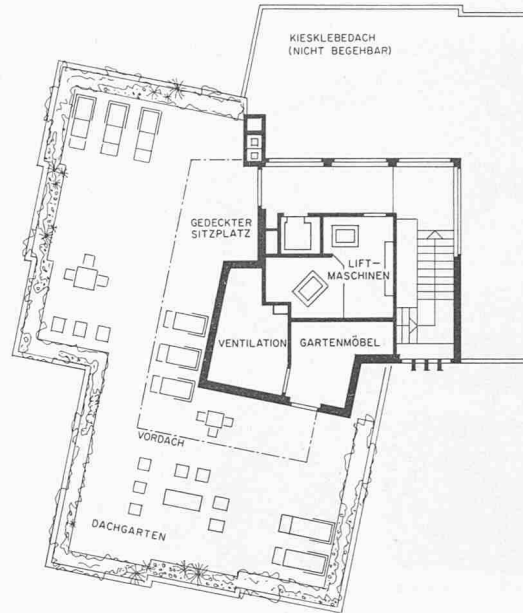 KIESKLEBEDACH
(NICHT BEGEHBAR)
GEDECKTER
SITZPLATZ
LIFT-
MASCHINEN
VENTILATION
GARTENMÖBEL
VORDACH
DACHGARTEN